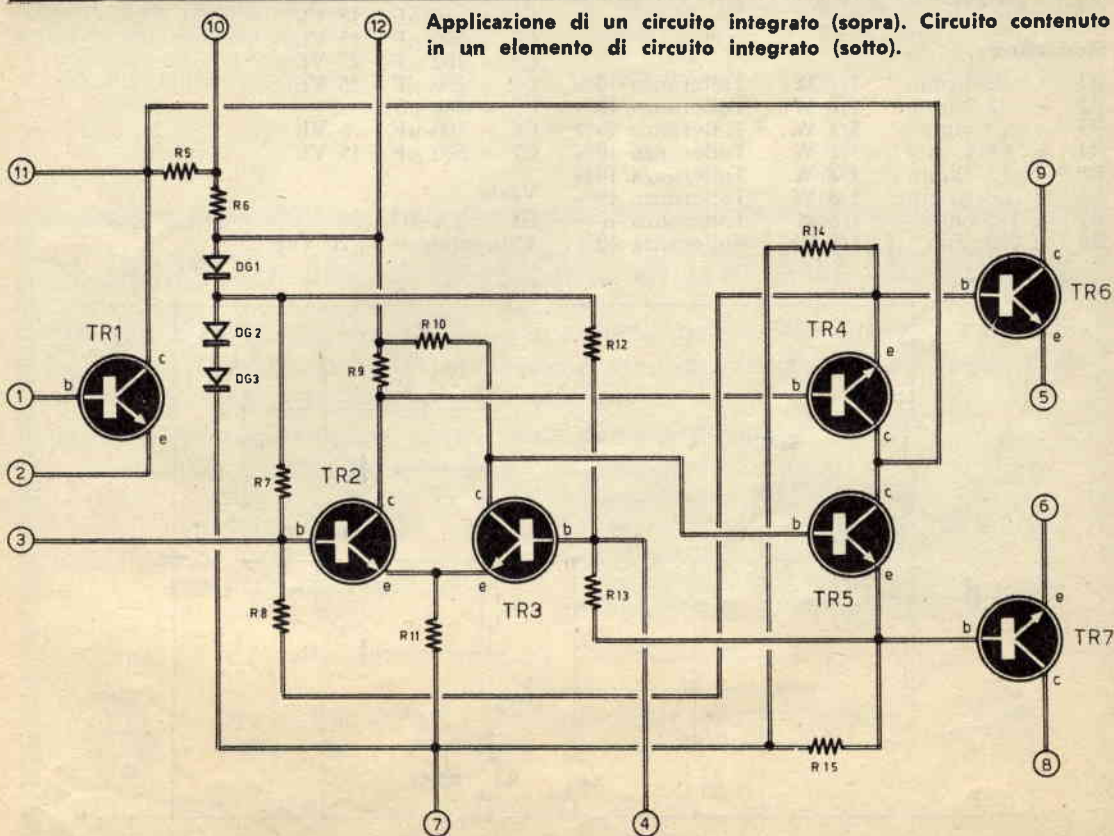 Applicazione di un circuito integrato (sopra). Circuito contenuto
in un elemento di circuito integrato (sotto).
10
12
11
R5
R6
9
R14
DG1
b
c
e
TR6
TR1
DG2
R10
R12
TR4
e
c
DG3
R9
1
b
c
e
b
5
2
R7
TR2
c
6
3
b
c
e
c
b
e
b
TR5
e
R8
TR3
R13
e
R11
b
TR7
c
R15
8
7
4